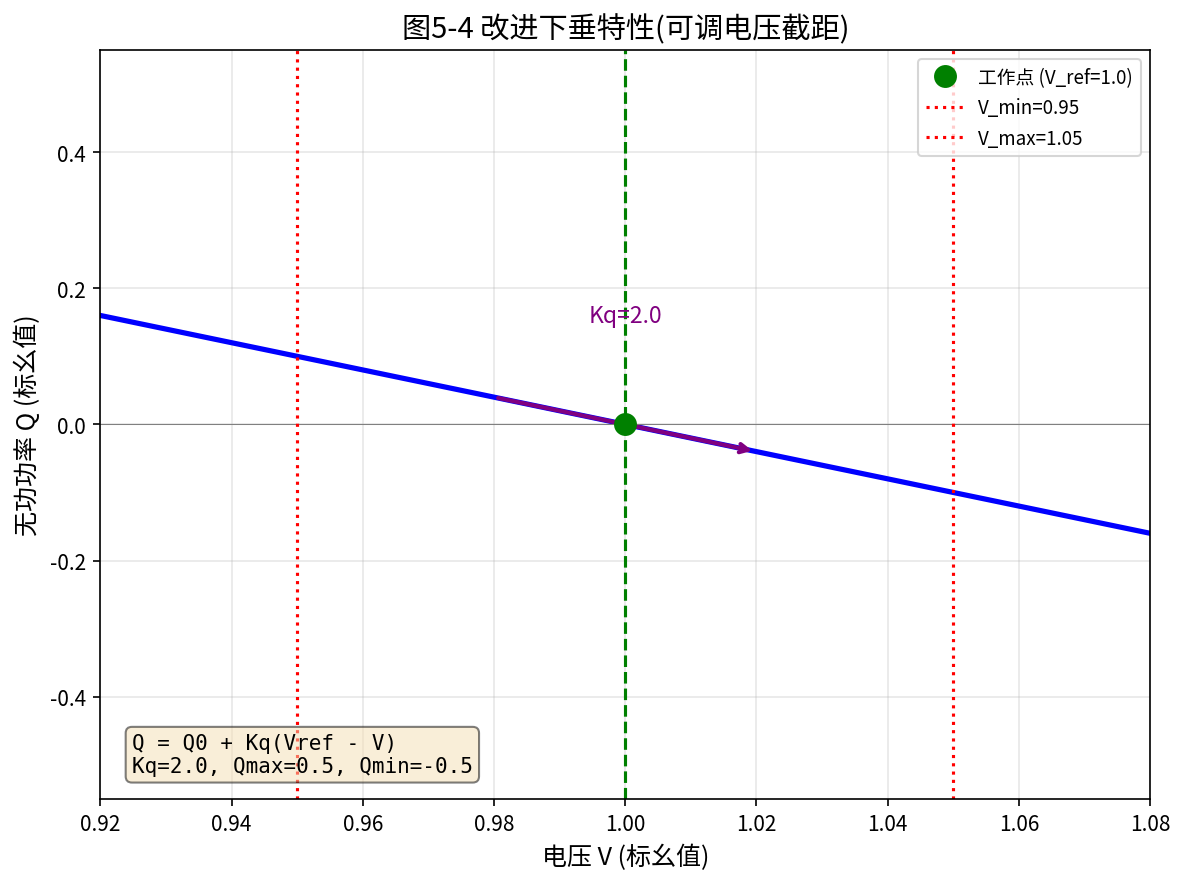 图5-4 改进下垂特性(可调电压截距)
工作点 (V_ref=1.0)
V_min=0.95
V_max=1.05
无功功率 Q (标幺值)
0.4
0.2
0.0
-0.2
-0.4
Kq=2.0
Q = Q0 + Kq(Vref - V)
Kq=2.0, Qmax=0.5, Qmin=-0.5
0.92 0.94 0.96 0.98 1.00 1.02 1.04 1.06 1.08
电压 V (标幺值)